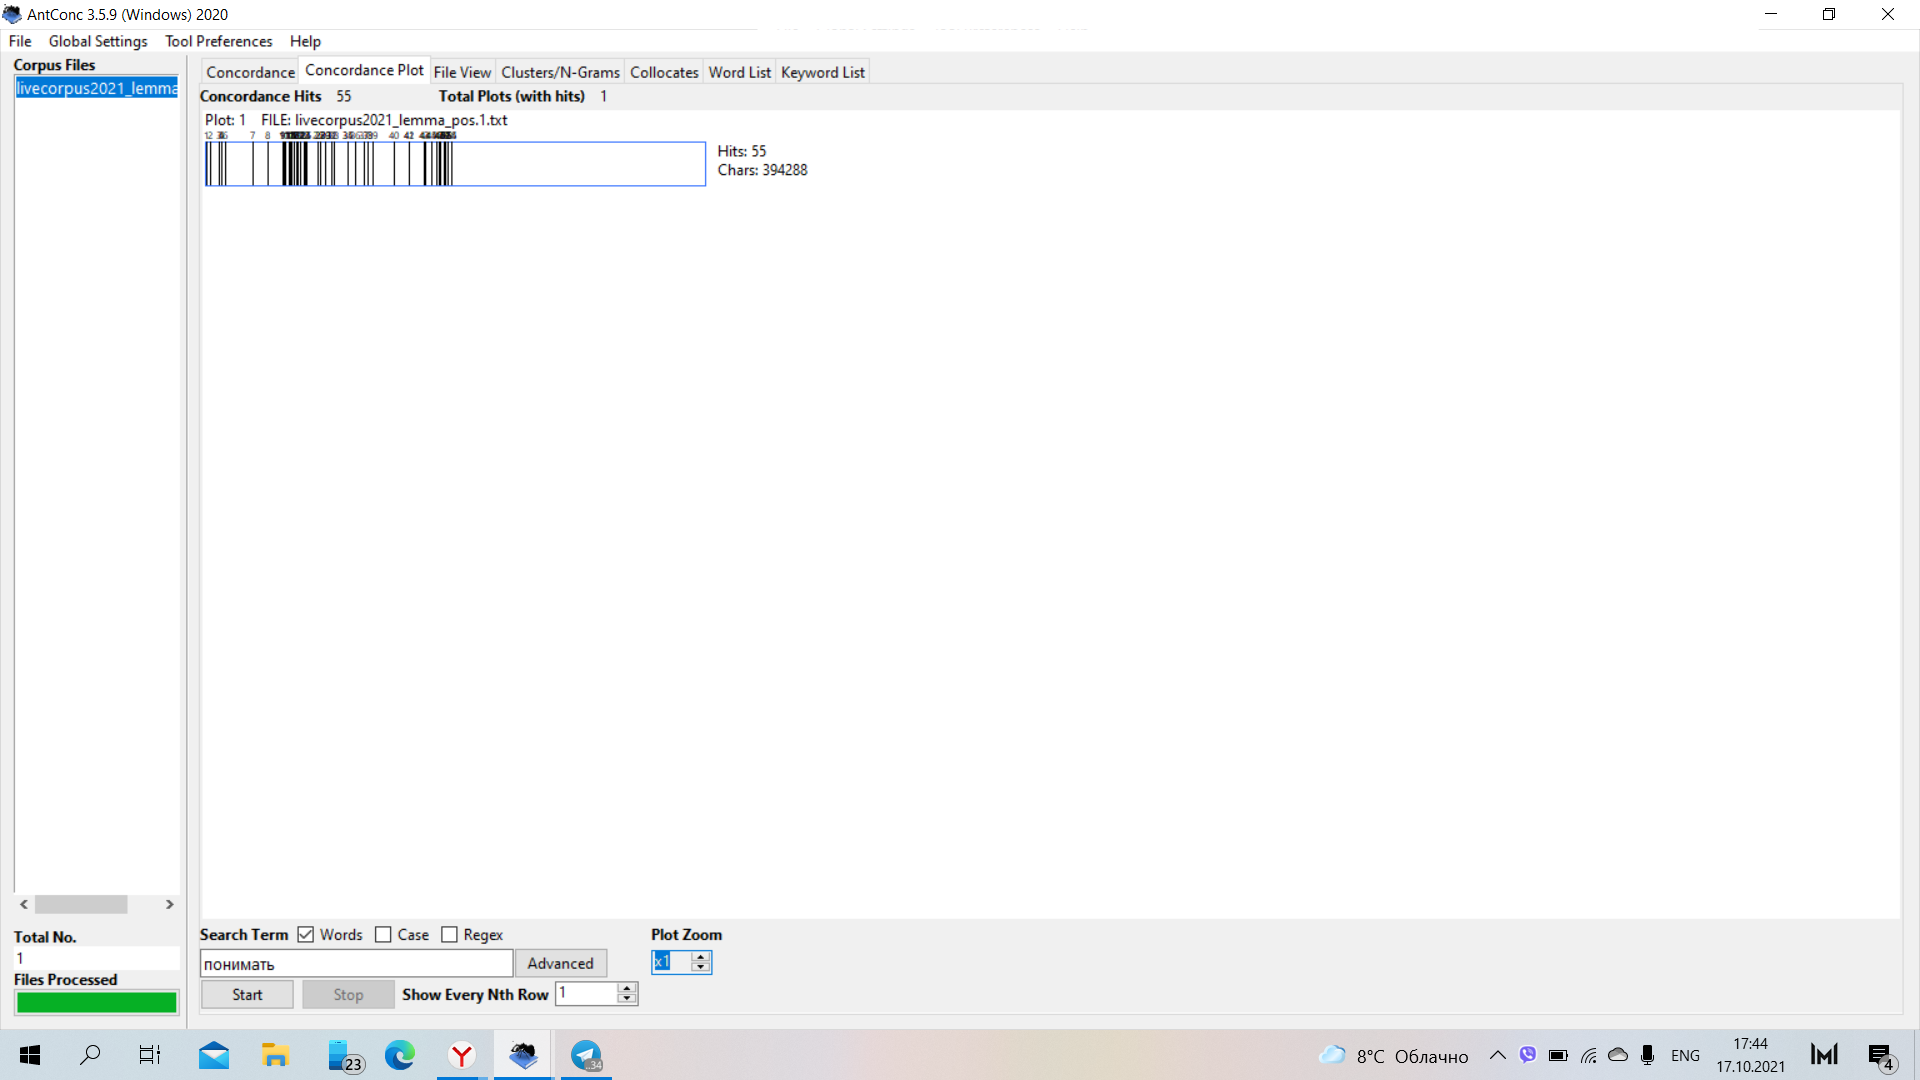 AntConc 3.5.9 (Windows) 2020
File Global Settings Tool Preferences Help
Corpus Files
livecorpus2021_lemma
Concordance Concordance Plot File View Clusters/N-Grams Collocates Word List Keyword List
Concordance Hits 55 Total Plots (with hits) 1
Plot: 1 FILE: livecorpus2021_lemma_pos.1.txt
7 8 40
Hits: 55
Chars: 394288
Total No.
1
Files Processed
Search Term Words Case Regex
понимать Advanced
Start Stop Show Every Nth Row 1
Plot Zoom
x1
23
34
8°C Облачно
ENG
17:44
17.10.2021
4